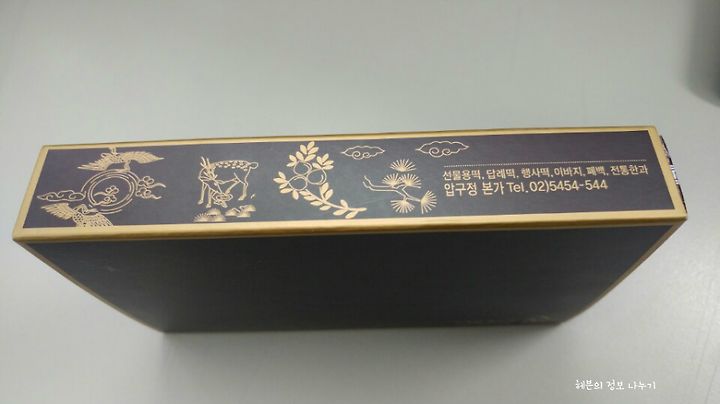 선물용떡, 답례떡, 행사떡, 이바지, 폐백, 전통한과
압구정 본가 Tel. 02)5454-544
헤븐의 정보 나누기